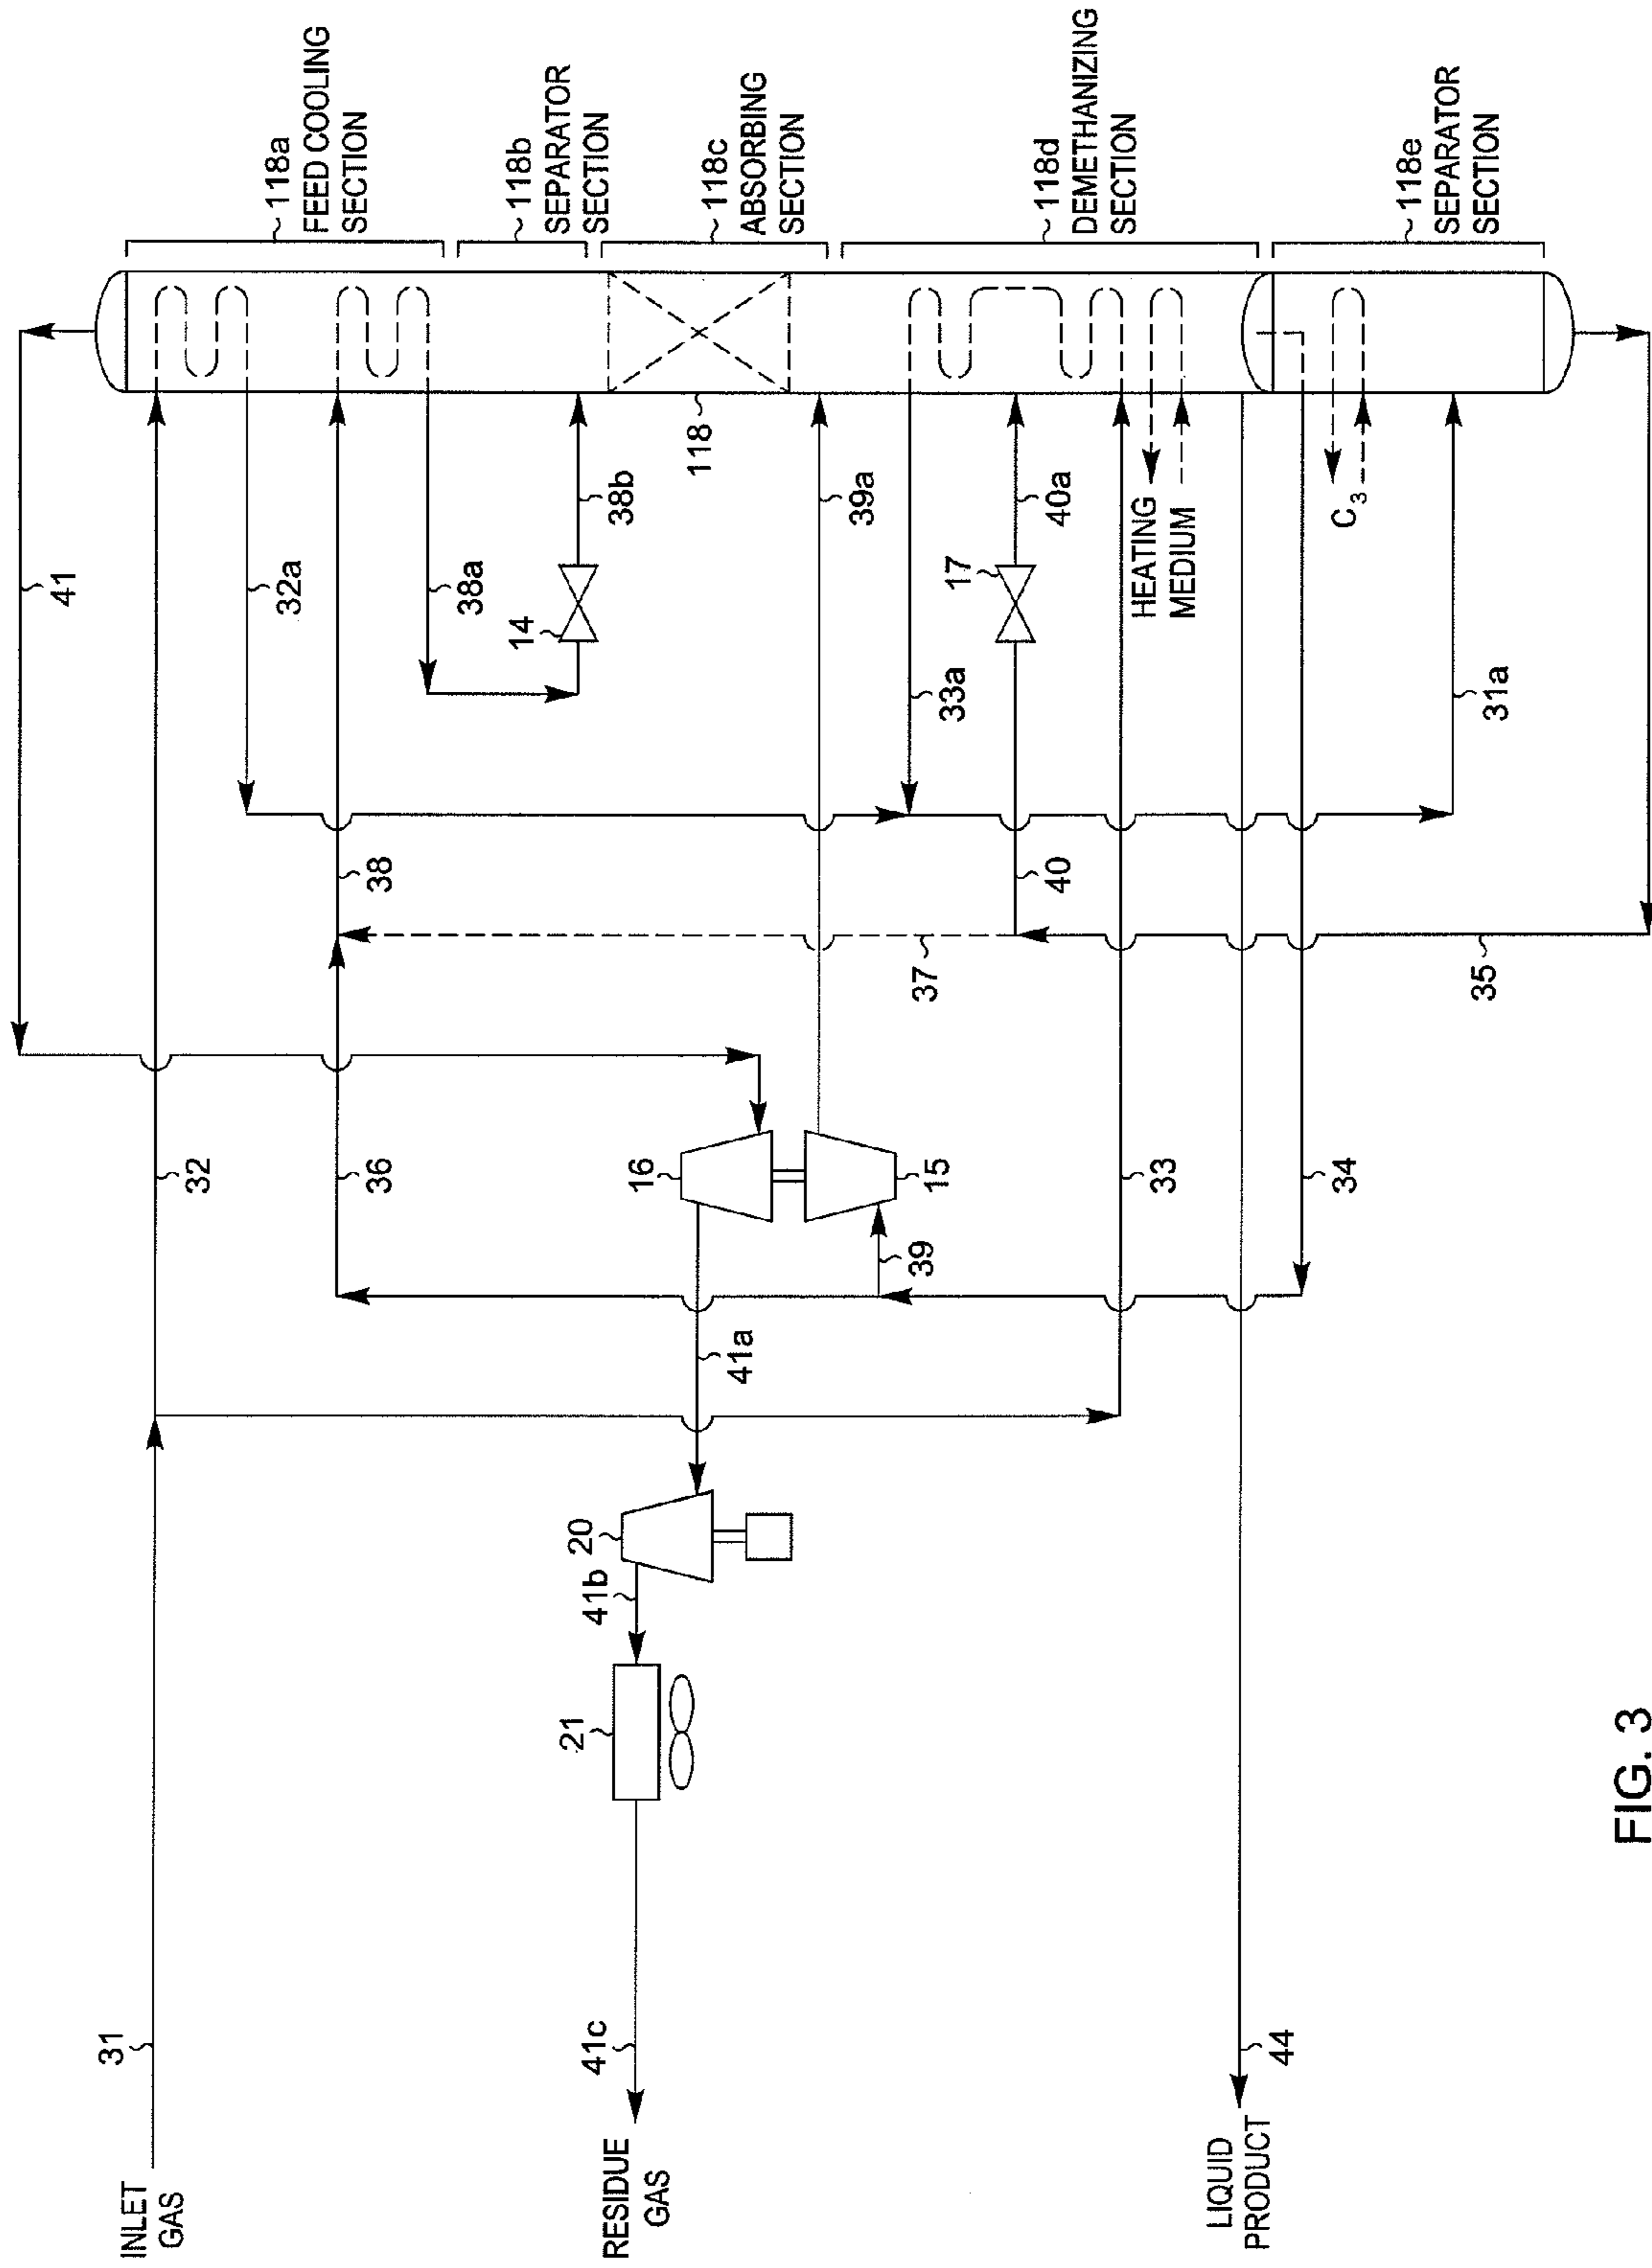 118a
FEED COOLING
SECTION
118b
SEPARATOR
SECTION
118c
ABSORBING
SECTION
118d
DEMETHANIZING
SECTION
118e
SEPARATOR
SECTION
41
32a
38a
14
38b
118
39a
33a
17
40a
HEATING
MEDIUM
C3
31a
38
40
37
35
32
36
16
15
39
33
34
41a
20
41b
21
31
41c
44
INLET
GAS
RESIDUE
GAS
LIQUID
PRODUCT
FIG. 3